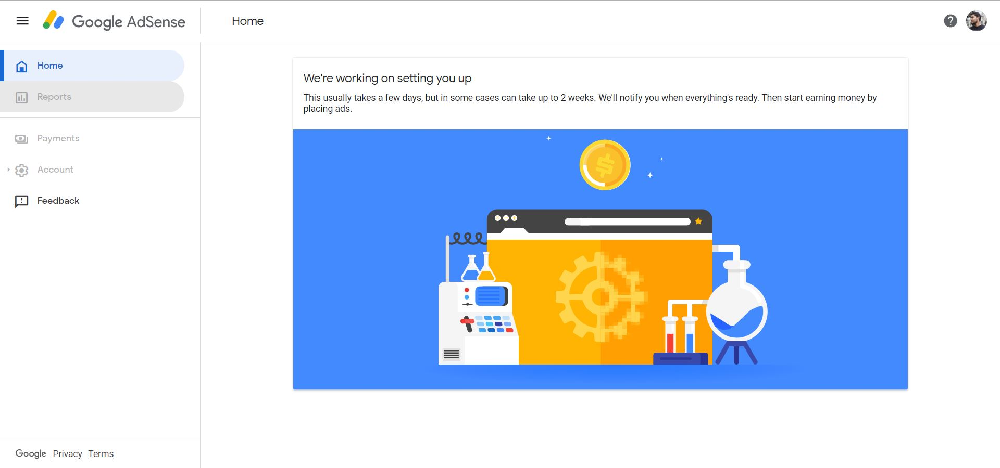 Google AdSense
Home
Home
Reports
Payments
Account
Feedback
We're working on setting you up
This usually takes a few days, but in some cases can take up to 2 weeks. We'll notify you when everything's ready. Then start earning money by
placing ads.
Google Privacy Terms